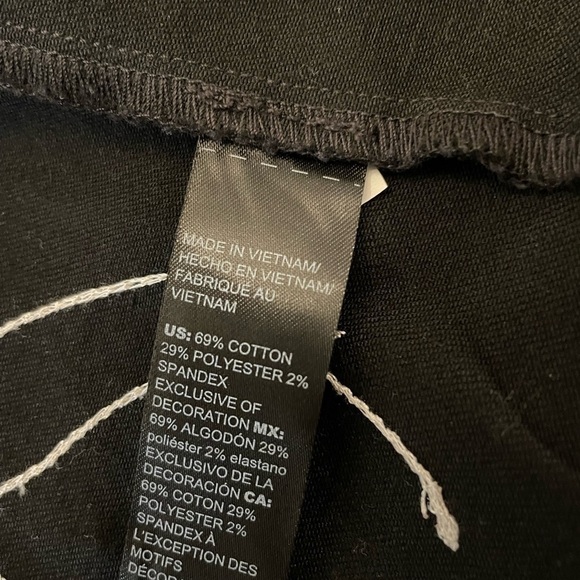 MADE IN VIETNAM/
HECHO EN VIETNAM/
FABRIQUE AU
VIETNAM
US: 69% COTTON
29% POLYESTER 2%
SPANDEX
EXCLUSIVE OF
DECORATION MX:
69% ALGODÓN 29%
poliéster 2% elastano
EXCLUSIVO DE LA
DECORACIÓN CA:
69% COTON 29%
POLYESTER 2%
SPANDEX À
L'EXCEPTION DES
MOTIFS